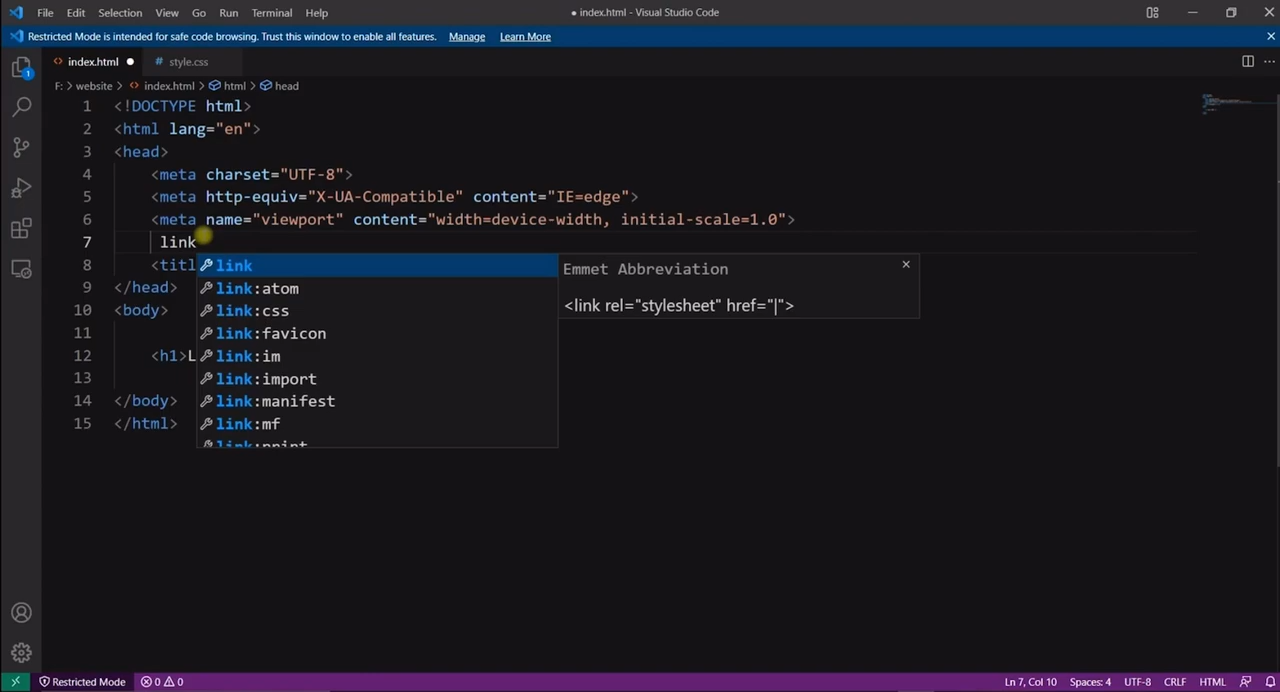 File Edit Selection View Go Run Terminal Help ● index.html - Visual Studio Code
Restricted Mode is intended for safe code browsing. Trust this window to enable all features. Manage Learn More
index.html ● # style.css
F: > website > index.html > html > head
1 <!DOCTYPE html>
2 <html lang="en">
3 <head>
4 <meta charset="UTF-8">
5 <meta http-equiv="X-UA-Compatible" content="IE=edge">
6 <meta name="viewport" content="width=device-width, initial-scale=1.0">
7 link
8 <titl
9 </head>
10 <body>
11
12 <h1>L
13
14 </body>
15 </html>
link
link:atom
link:css
link:favicon
link:im
link:import
link:manifest
link:mf
link:print
Emmet Abbreviation
<link rel="stylesheet" href="|">
1
Restricted Mode 0 0 Ln 7, Col 10 Spaces: 4 UTF-8 CRLF HTML